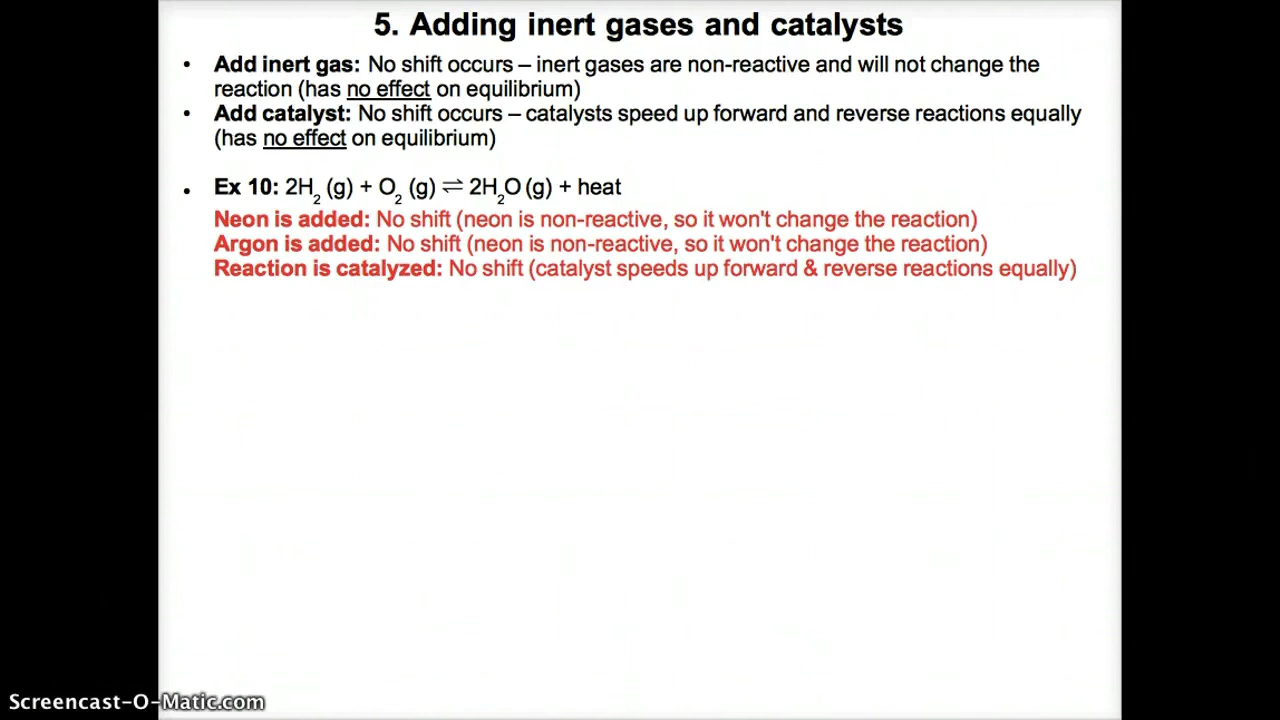 5. Adding inert gases and catalysts
• Add inert gas: No shift occurs – inert gases are non-reactive and will not change the
reaction (has no effect on equilibrium)
• Add catalyst: No shift occurs – catalysts speed up forward and reverse reactions equally
(has no effect on equilibrium)
• Ex 10: 2H₂ (g) + O₂ (g) ⇌ 2H₂O (g) + heat
Neon is added: No shift (neon is non-reactive, so it won't change the reaction)
Argon is added: No shift (neon is non-reactive, so it won't change the reaction)
Reaction is catalyzed: No shift (catalyst speeds up forward & reverse reactions equally)
Screencast-O-Matic.com